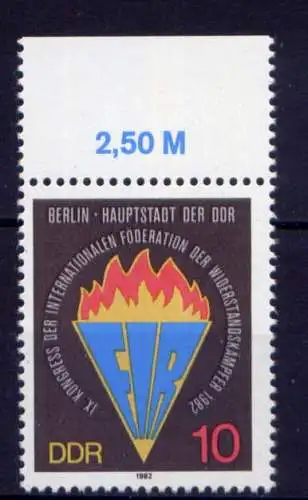 2,50 M
BERLIN · HAUPTSTADT DER DDR
IX. KONGRESS DER INTERNATIONALEN FÖDERATION DER WIDERSTANDSKÄMPFER 1982
FIR
DDR
10
1982